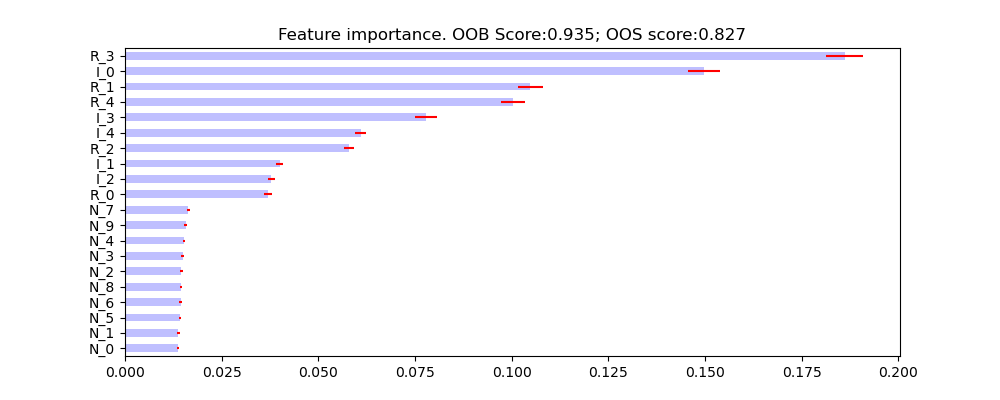 Feature importance. OOB Score:0.935; OOS score:0.827
R_3
I_0
R_1
R_4
I_3
I_4
R_2
I_1
I_2
R_0
N_7
N_9
N_4
N_3
N_2
N_8
N_6
N_5
N_1
N_0
0.000 0.025 0.050 0.075 0.100 0.125 0.150 0.175 0.200